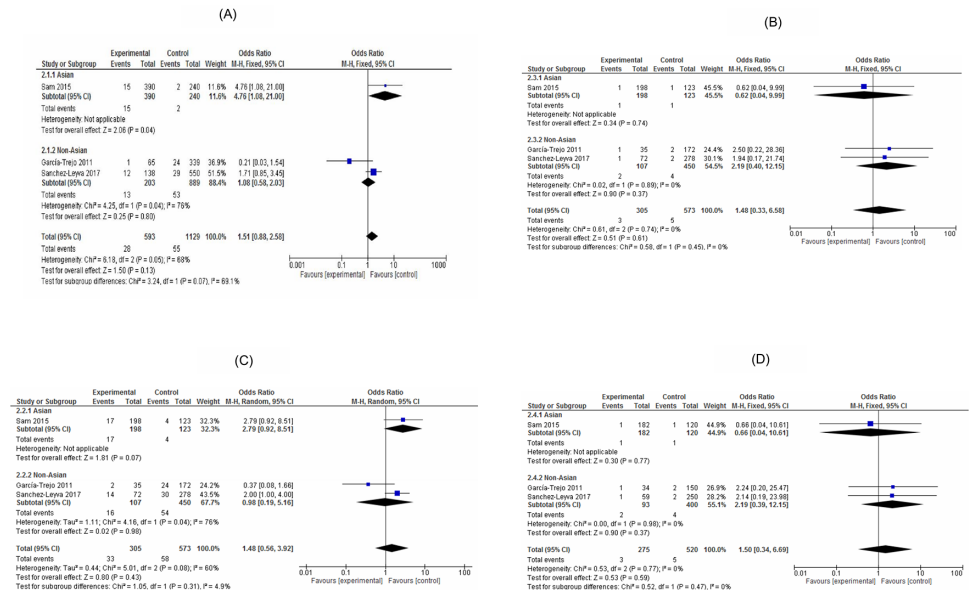 (A)
Experimental Control Odds Ratio Odds Ratio
Study or Subgroup Events Total Events Total Weight M-H, Fixed, 95% CI M-H, Fixed, 95% CI
2.1.1 Asian
Sam 2015 15 390 2 240 11.6% 4.76 [1.08, 21.00]
Subtotal (95% CI) 390 240 11.6% 4.76 [1.08, 21.00]
Total events 15 2
Heterogeneity: Not applicable
Test for overall effect: Z = 2.06 (P = 0.04)
2.1.2 Non-Asian
García-Trejo 2011 1 65 24 339 36.9% 0.21 [0.03, 1.54]
Sanchez-Leyva 2017 12 138 29 550 51.5% 1.71 [0.85, 3.45]
Subtotal (95% CI) 203 889 88.4% 1.08 [0.58, 2.03]
Total events 13 53
Heterogeneity: Chi² = 4.25, df = 1 (P = 0.04); I² = 76%
Test for overall effect: Z = 0.25 (P = 0.80)
Total (95% CI) 593 1129 100.0% 1.51 [0.88, 2.58]
Total events 28 55
Heterogeneity: Chi² = 6.18, df = 2 (P = 0.05); I² = 68%
Test for overall effect: Z = 1.50 (P = 0.13)
Test for subgroup differences: Chi² = 3.24, df = 1 (P = 0.07), I² = 69.1%
0.001 0.1 1 10 1000
Favours [experimental] Favours [control]
(B)
Experimental Control Odds Ratio Odds Ratio
Study or Subgroup Events Total Events Total Weight M-H, Fixed, 95% CI M-H, Fixed, 95% CI
2.3.1 Asian
Sam 2015 1 198 1 123 45.5% 0.62 [0.04, 9.99]
Subtotal (95% CI) 198 123 45.5% 0.62 [0.04, 9.99]
Total events 1 1
Heterogeneity: Not applicable
Test for overall effect: Z = 0.34 (P = 0.74)
2.3.2 Non-Asian
García-Trejo 2011 1 35 2 172 24.4% 2.50 [0.22, 28.36]
Sanchez-Leyva 2017 1 72 2 278 30.1% 1.94 [0.17, 21.74]
Subtotal (95% CI) 107 450 54.5% 2.19 [0.40, 12.15]
Total events 2 4
Heterogeneity: Chi² = 0.02, df = 1 (P = 0.89); I² = 0%
Test for overall effect: Z = 0.90 (P = 0.37)
Total (95% CI) 305 573 100.0% 1.48 [0.33, 6.58]
Total events 3 5
Heterogeneity: Chi² = 0.61, df = 2 (P = 0.74); I² = 0%
Test for overall effect: Z = 0.51 (P = 0.61)
Test for subgroup differences: Chi² = 0.58, df = 1 (P = 0.45), I² = 0%
0.01 0.1 1 10 100
Favours [experimental] Favours [control]
(C)
Experimental Control Odds Ratio Odds Ratio
Study or Subgroup Events Total Events Total Weight M-H, Random, 95% CI M-H, Random, 95% CI
2.2.1 Asian
Sam 2015 17 198 4 123 32.3% 2.79 [0.92, 8.51]
Subtotal (95% CI) 198 123 32.3% 2.79 [0.92, 8.51]
Total events 17 4
Heterogeneity: Not applicable
Test for overall effect: Z = 1.81 (P = 0.07)
2.2.2 Non-Asian
García-Trejo 2011 2 35 24 172 24.2% 0.37 [0.08, 1.66]
Sanchez-Leyva 2017 14 72 30 278 43.5% 2.00 [1.00, 4.00]
Subtotal (95% CI) 107 450 67.7% 0.98 [0.19, 5.16]
Total events 16 54
Heterogeneity: Tau² = 1.11; Chi² = 4.16, df = 1 (P = 0.04); I² = 76%
Test for overall effect: Z = 0.02 (P = 0.98)
Total (95% CI) 305 573 100.0% 1.48 [0.56, 3.92]
Total events 33 58
Heterogeneity: Tau² = 0.44; Chi² = 5.01, df = 2 (P = 0.08); I² = 60%
Test for overall effect: Z = 0.80 (P = 0.43)
Test for subgroup differences: Chi² = 1.05, df = 1 (P = 0.31), I² = 4.9%
0.01 0.1 1 10 100
Favours [experimental] Favours [control]
(D)
Experimental Control Odds Ratio Odds Ratio
Study or Subgroup Events Total Events Total Weight M-H, Fixed, 95% CI M-H, Fixed, 95% CI
2.4.1 Asian
Sam 2015 1 182 1 120 44.9% 0.66 [0.04, 10.61]
Subtotal (95% CI) 182 120 44.9% 0.66 [0.04, 10.61]
Total events 1 1
Heterogeneity: Not applicable
Test for overall effect: Z = 0.30 (P = 0.77)
2.4.2 Non-Asian
García-Trejo 2011 1 34 2 150 26.9% 2.24 [0.20, 25.47]
Sanchez-Leyva 2017 1 59 2 250 28.2% 2.14 [0.19, 23.98]
Subtotal (95% CI) 93 400 55.1% 2.19 [0.39, 12.15]
Total events 2 4
Heterogeneity: Chi² = 0.00, df = 1 (P = 0.98); I² = 0%
Test for overall effect: Z = 0.90 (P = 0.37)
Total (95% CI) 275 520 100.0% 1.50 [0.34, 6.69]
Total events 3 5
Heterogeneity: Chi² = 0.53, df = 2 (P = 0.77); I² = 0%
Test for overall effect: Z = 0.53 (P = 0.59)
Test for subgroup differences: Chi² = 0.52, df = 1 (P = 0.47), I² = 0%
0.01 0.1 1 10 100
Favours [experimental] Favours [control]